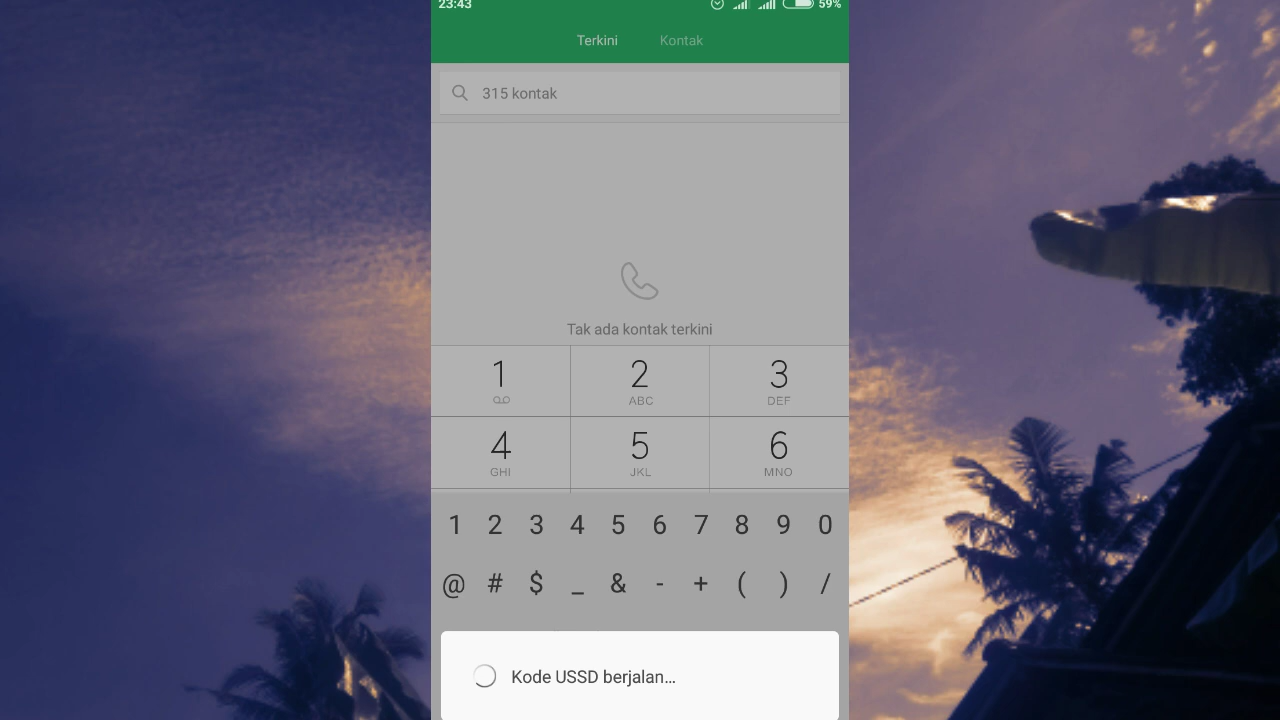 23:43 59%
Terkini Kontak
315 kontak
Tak ada kontak terkini
1 2 3
ABC DEF
4 5 6
GHI JKL MNO
1 2 3 4 5 6 7 8 9 0
@ # $ _ & - + ( ) /
Kode USSD berjalan...